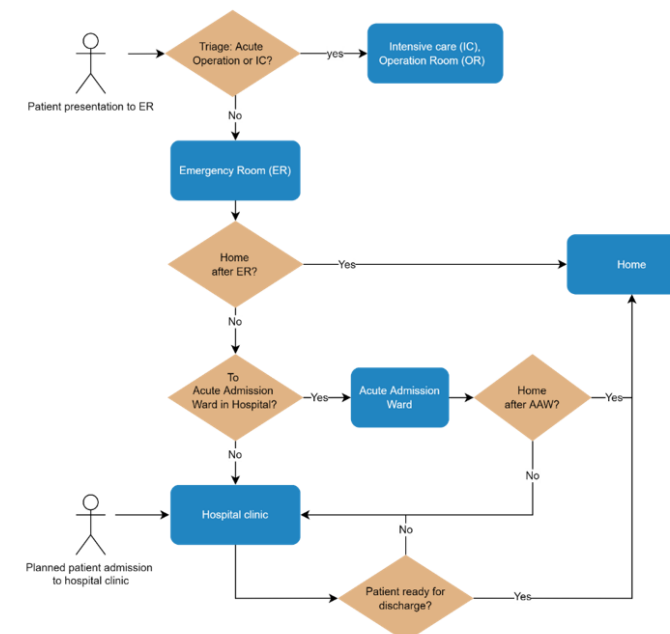 Triage: Acute
Operation or IC?
yes
Intensive care (IC),
Operation Room (OR)
Patient presentation to ER
No
Emergency Room (ER)
Home
after ER?
Yes
Home
No
To
Acute Admission
Ward in Hospital?
Yes
Acute Admission
Ward
Home
after AAW?
Yes
No
No
Hospital clinic
No
Planned patient admission
to hospital clinic
Patient ready for
discharge?
Yes